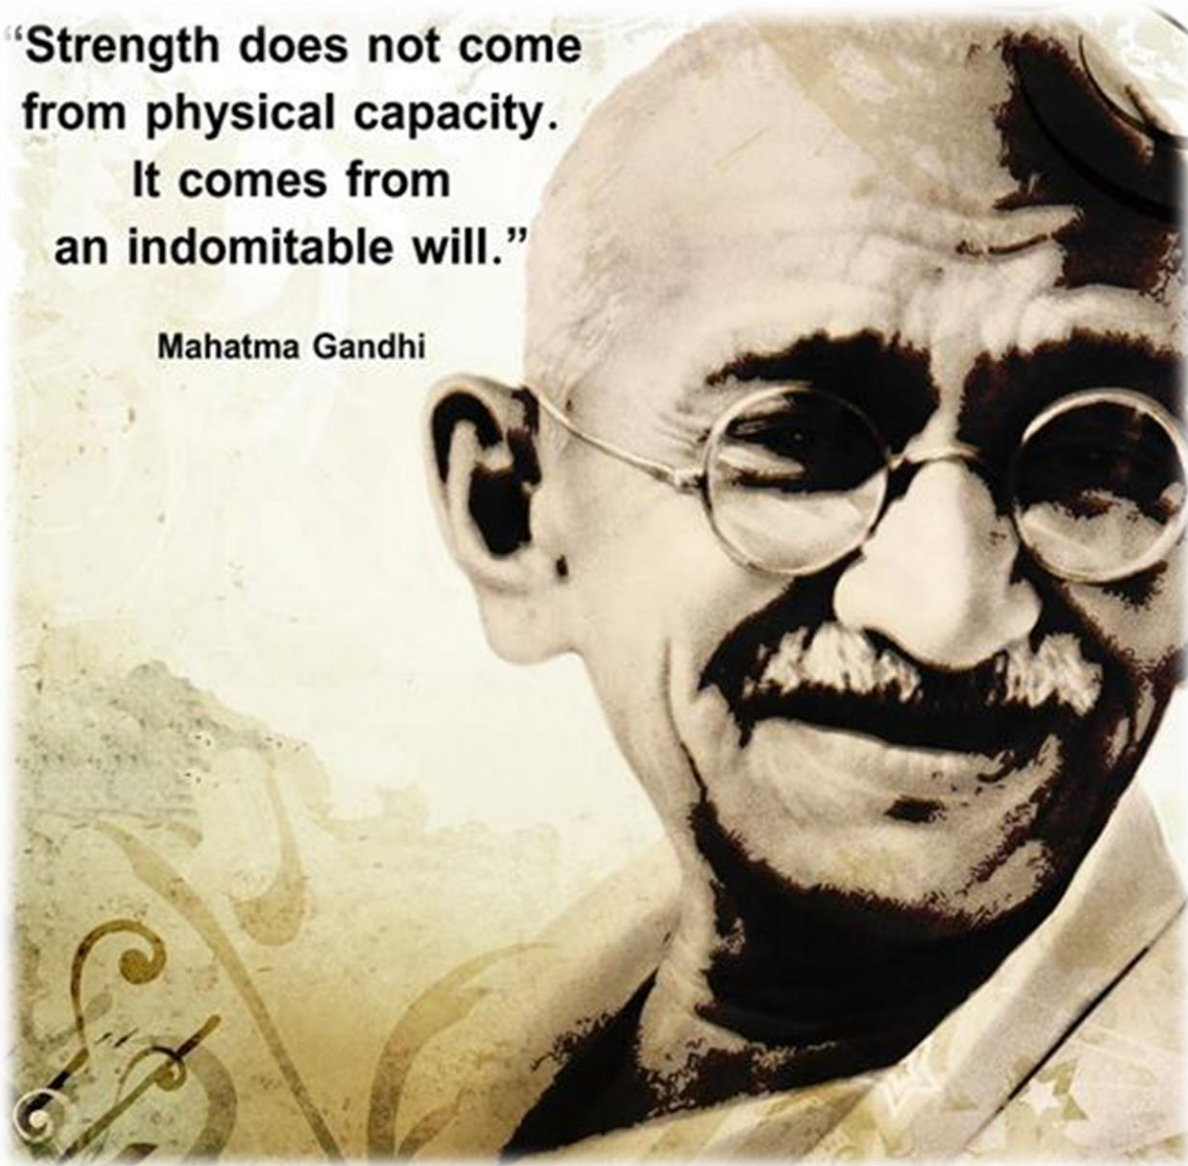 “Strength does not come
from physical capacity.
It comes from
an indomitable will.”
Mahatma Gandhi